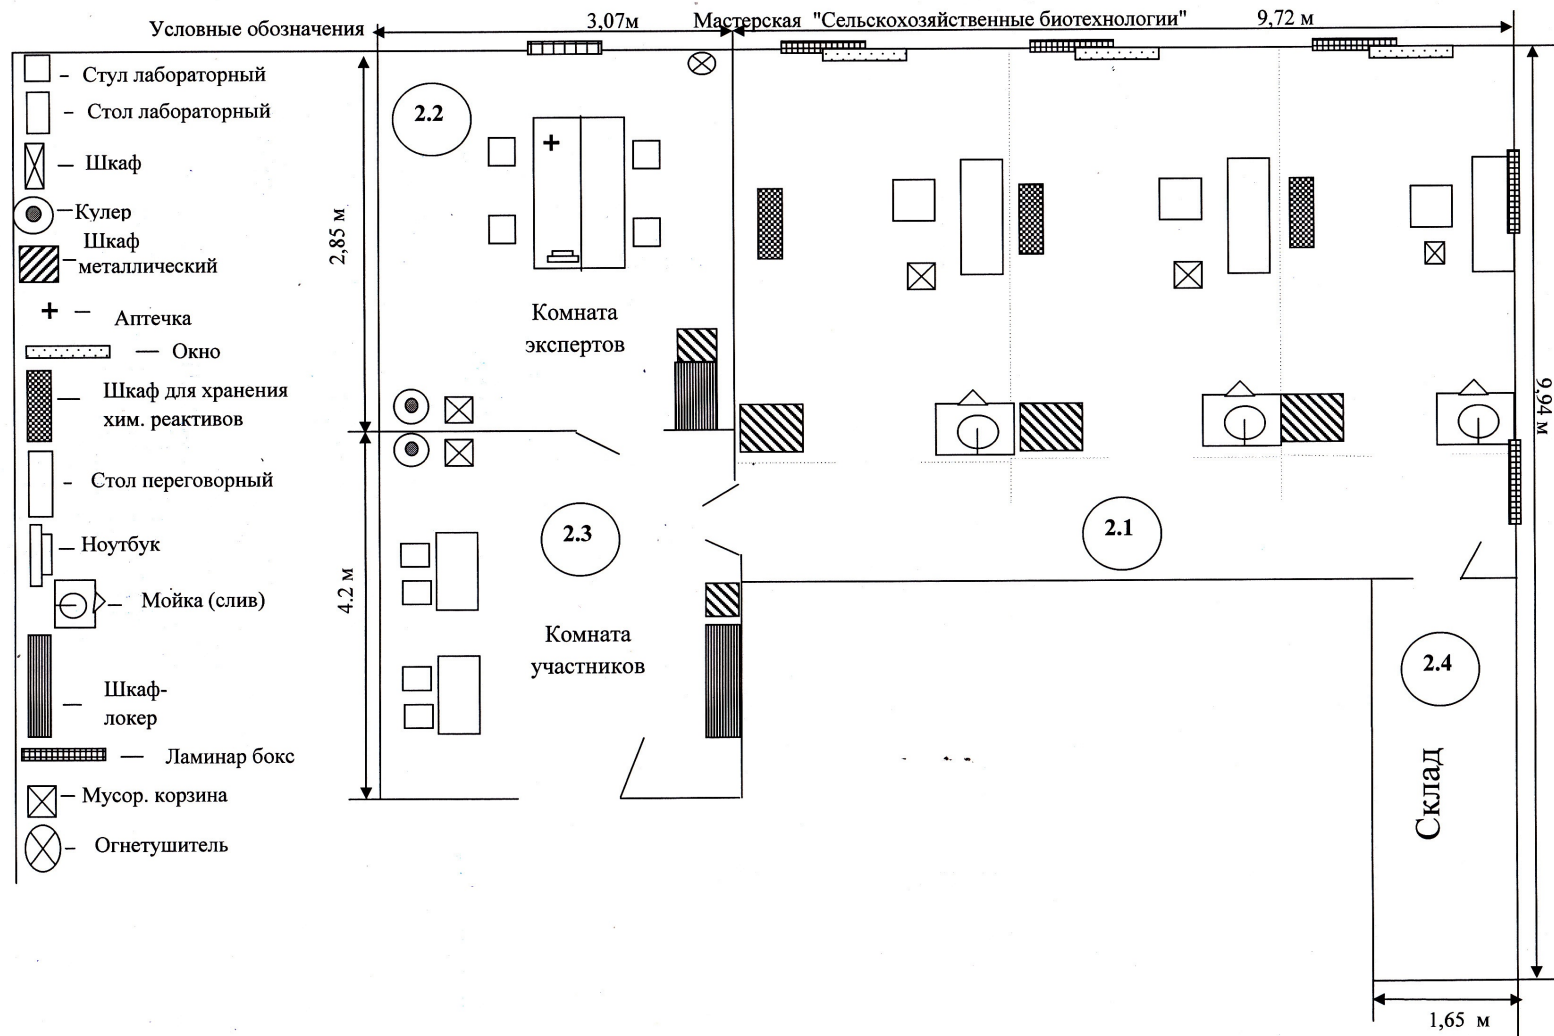 Условные обозначения
3,07м
Мастерская "Сельскохозяйственные биотехнологии"
9,72 м
– Стул лабораторный
– Стол лабораторный
— Шкаф
— Кулер
Шкаф
– металлический
+ — Аптечка
— Окно
— Шкаф для хранения
хим. реактивов
– Стол переговорный
— Ноутбук
– Мойка (слив)
— Шкаф-
локер
— Ламинар бокс
— Мусор. корзина
– Огнетушитель
2.2
2,85 м
Комната
экспертов
2.3
4.2 м
Комната
участников
2.1
9,94 м
2.4
Склад
1,65 м